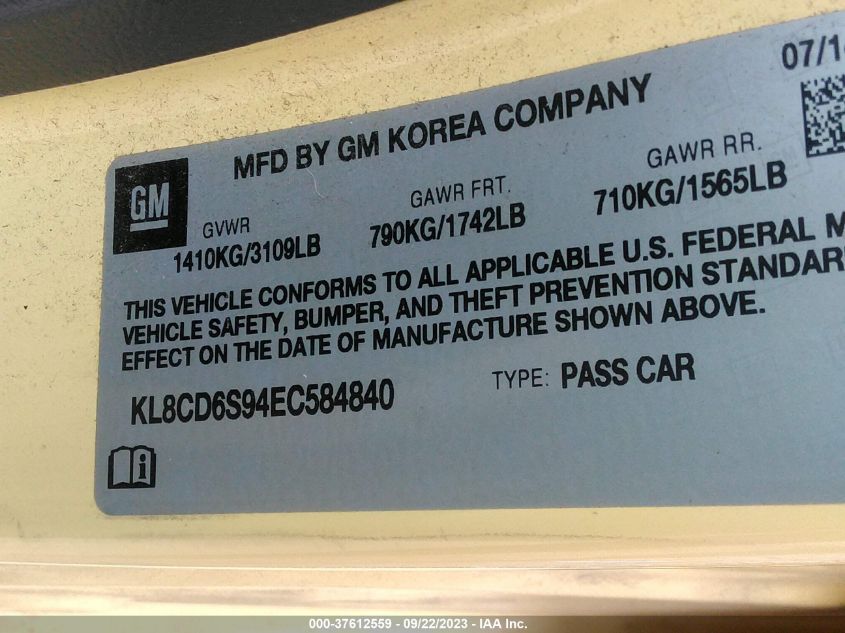 07/14
MFD BY GM KOREA COMPANY
GM
GVWR GAWR FRT. GAWR RR.
1410KG/3109LB 790KG/1742LB 710KG/1565LB
THIS VEHICLE CONFORMS TO ALL APPLICABLE U.S. FEDERAL M
VEHICLE SAFETY, BUMPER, AND THEFT PREVENTION STANDAR
EFFECT ON THE DATE OF MANUFACTURE SHOWN ABOVE.
KL8CD6S94EC584840 TYPE: PASS CAR
i
000-37612559 - 09/22/2023 - IAA Inc.